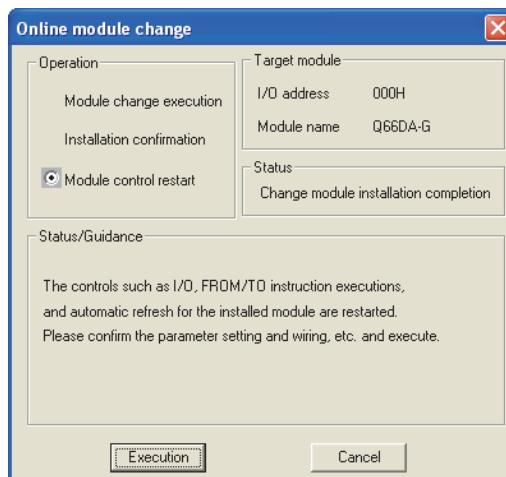 Online module change
Operation
Module change execution
Installation confirmation
Module control restart
Target module
I/O address 000H
Module name Q66DA-G
Status
Change module installation completion
Status/Guidance
The controls such as I/O, FROM/TO instruction executions,
and automatic refresh for the installed module are restarted.
Please confirm the parameter setting and wiring, etc. and execute.
Execution
Cancel